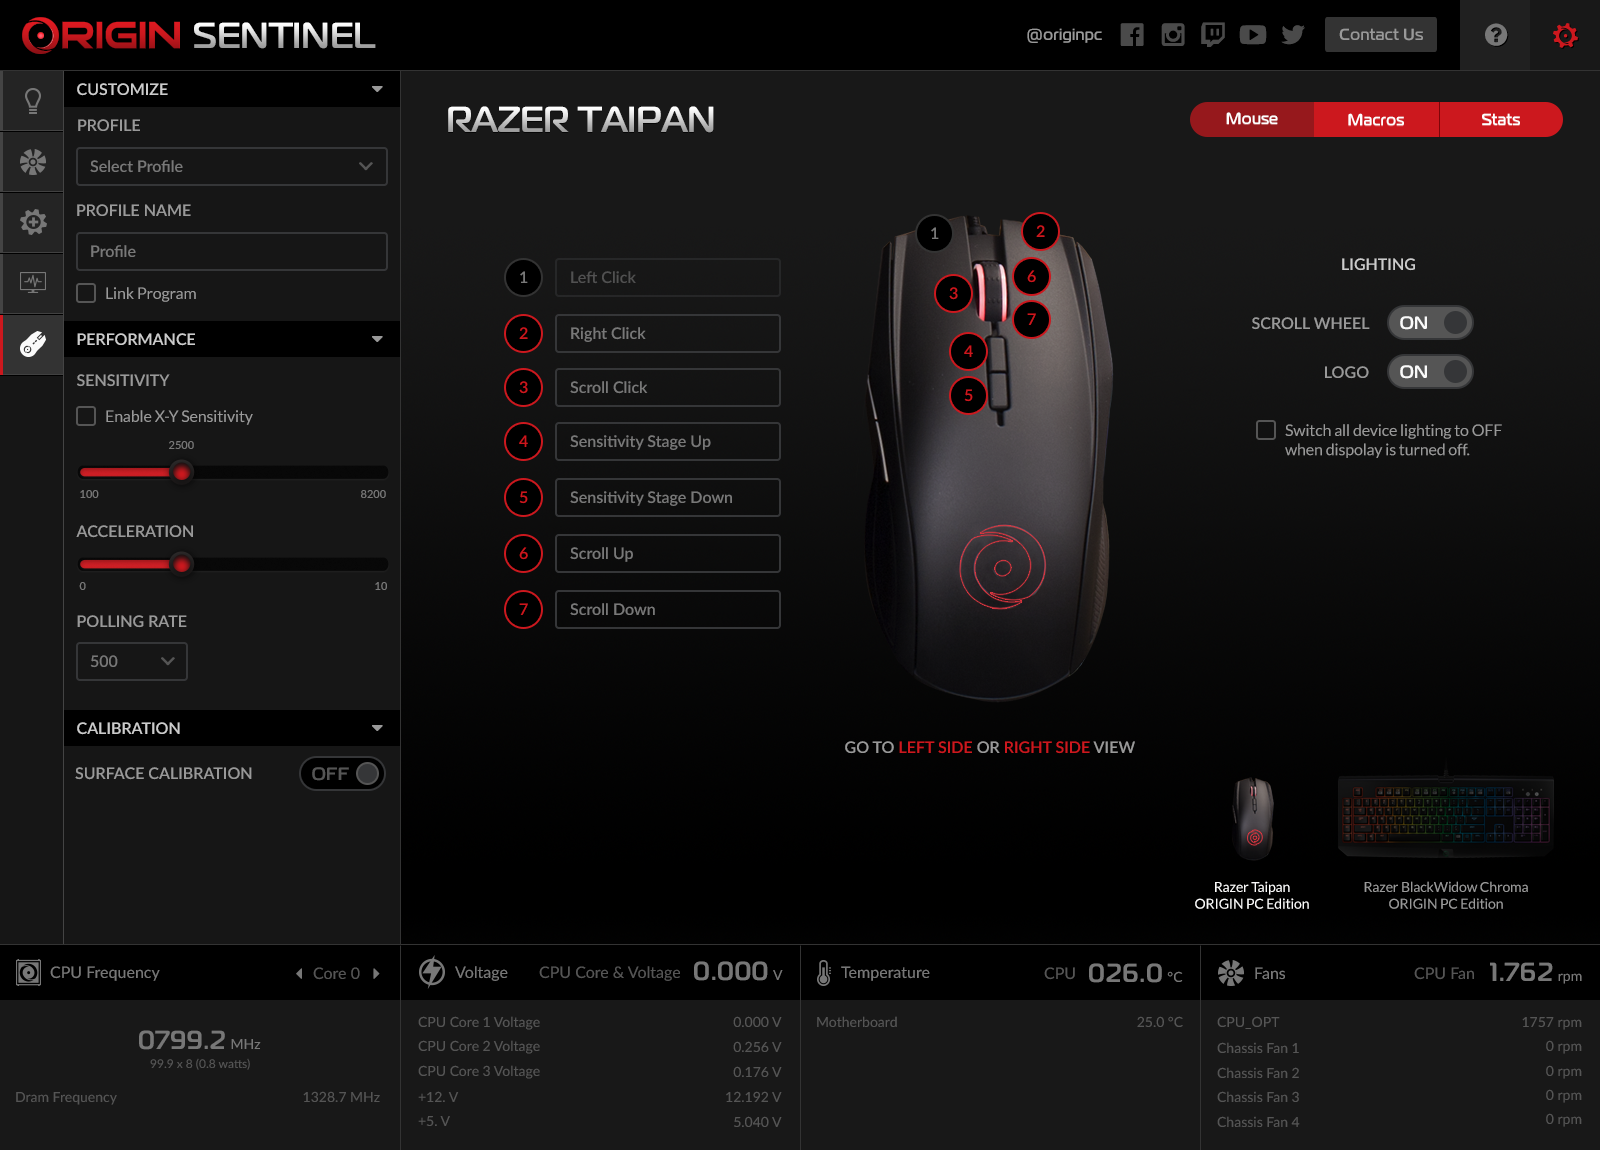 ORIGIN SENTINEL
@originpc
Contact Us
?
CUSTOMIZE
PROFILE
Select Profile
PROFILE NAME
Profile
Link Program
PERFORMANCE
SENSITIVITY
Enable X-Y Sensitivity
2500
100 8200
ACCELERATION
0 10
POLLING RATE
500
CALIBRATION
SURFACE CALIBRATION OFF
RAZER TAIPAN
Mouse Macros Stats
1 Left Click
2 Right Click
3 Scroll Click
4 Sensitivity Stage Up
5 Sensitivity Stage Down
6 Scroll Up
7 Scroll Down
1
2
3
6
7
4
5
LIGHTING
SCROLL WHEEL ON
LOGO ON
Switch all device lighting to OFF
when dispolay is turned off.
GO TO LEFT SIDE OR RIGHT SIDE VIEW
Razer Taipan
ORIGIN PC Edition
Razer BlackWidow Chroma
ORIGIN PC Edition
CPU Frequency Core 0
0799.2 MHz
99.9 x 8 (0.8 watts)
Dram Frequency 1328.7 MHz
Voltage CPU Core & Voltage 0.000 V
CPU Core 1 Voltage 0.000 V
CPU Core 2 Voltage 0.256 V
CPU Core 3 Voltage 0.176 V
+12. V 12.192 V
+5. V 5.040 V
Temperature CPU 026.0 °C
Motherboard 25.0 °C
Fans CPU Fan 1.762 rpm
CPU_OPT 1757 rpm
Chassis Fan 1 0 rpm
Chassis Fan 2 0 rpm
Chassis Fan 3 0 rpm
Chassis Fan 4 0 rpm